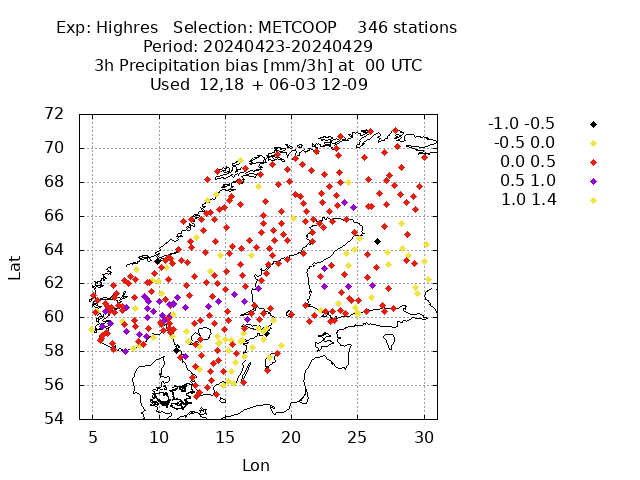 Exp: Highres   Selection: METCOOP    346 stations
Period: 20240423-20240429
3h Precipitation bias [mm/3h] at  00 UTC
Used  12,18  + 06-03 12-09
72
70
68
66
64
62
60
58
56
54
Lat
5 10 15 20 25 30
Lon
-1.0 -0.5
-0.5 0.0
0.0 0.5
0.5 1.0
1.0 1.4